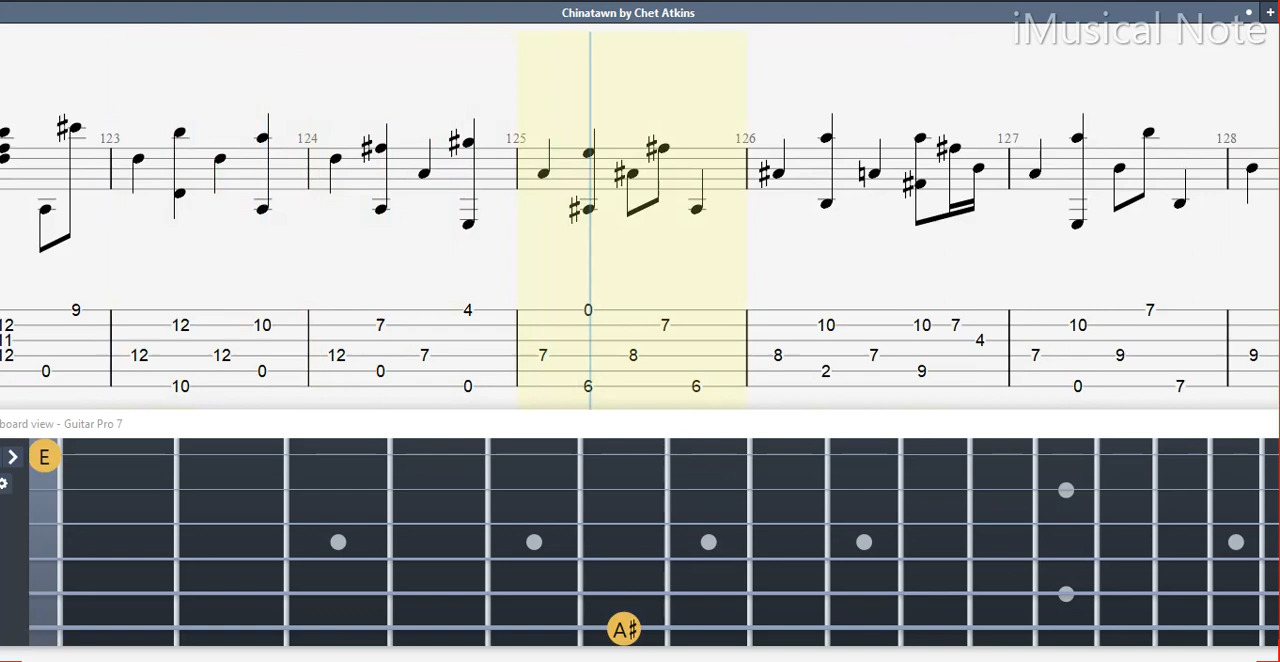 Chinatawn by Chet Atkins
+
iMusical Note
123 124 125 126 127 128
9 4 0 7
12 12 10 7 7 10 10 7 10
11 4
12 12 12 12 7 7 8 8 7 7 9 9
0 0 0 2 9
10 0 6 6 0 7
board view - Guitar Pro 7
E
A#